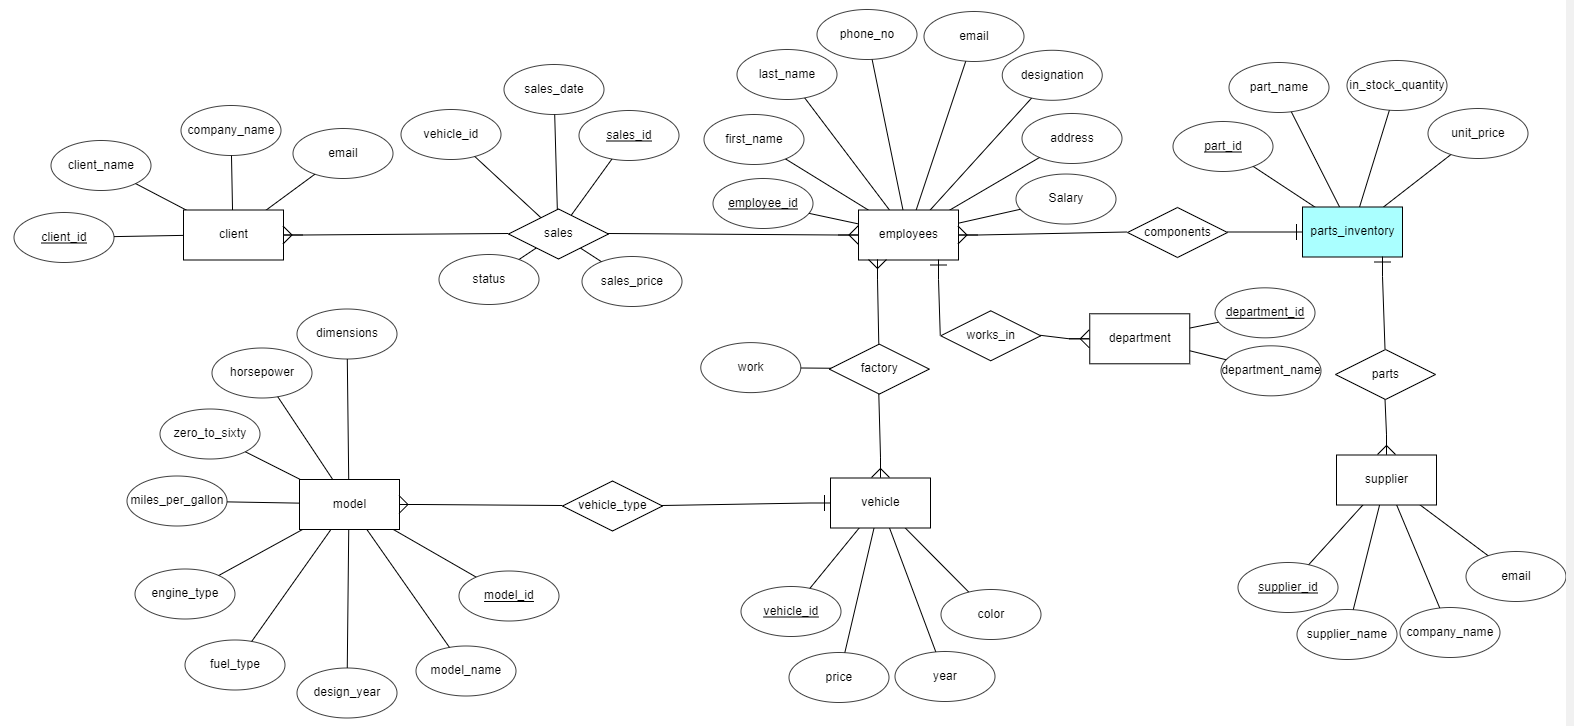 phone_no
email
last_name
designation
sales_date
part_name
in_stock_quantity
company_name
vehicle_id
sales_id
first_name
address
part_id
unit_price
client_name
email
employee_id
Salary
client_id
client
sales
employees
components
parts_inventory
status
sales_price
department_id
dimensions
works_in
department
horsepower
work
factory
department_name
parts
zero_to_sixty
miles_per_gallon
model
vehicle_type
vehicle
supplier
engine_type
model_id
vehicle_id
color
supplier_id
email
fuel_type
model_name
design_year
price
year
supplier_name
company_name